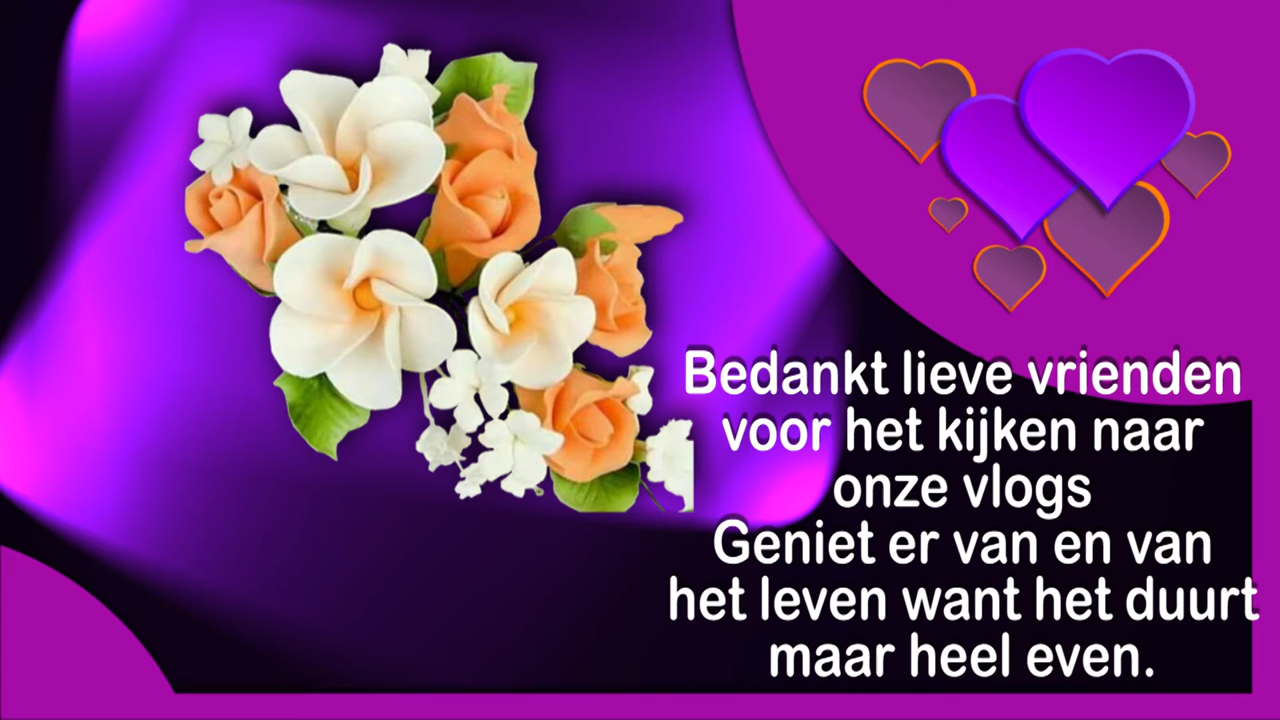 Bedankt lieve vrienden
voor het kijken naar
onze vlogs
Geniet er van en van
het leven want het duurt
maar heel even.